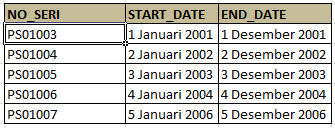 NO_SERI START_DATE END_DATE
PS01003 1 Januari 2001 1 Desember 2001
PS01004 2 Januari 2002 2 Desember 2002
PS01005 3 Januari 2003 3 Desember 2003
PS01006 4 Januari 2004 4 Desember 2004
PS01007 5 Januari 2006 5 Desember 2006